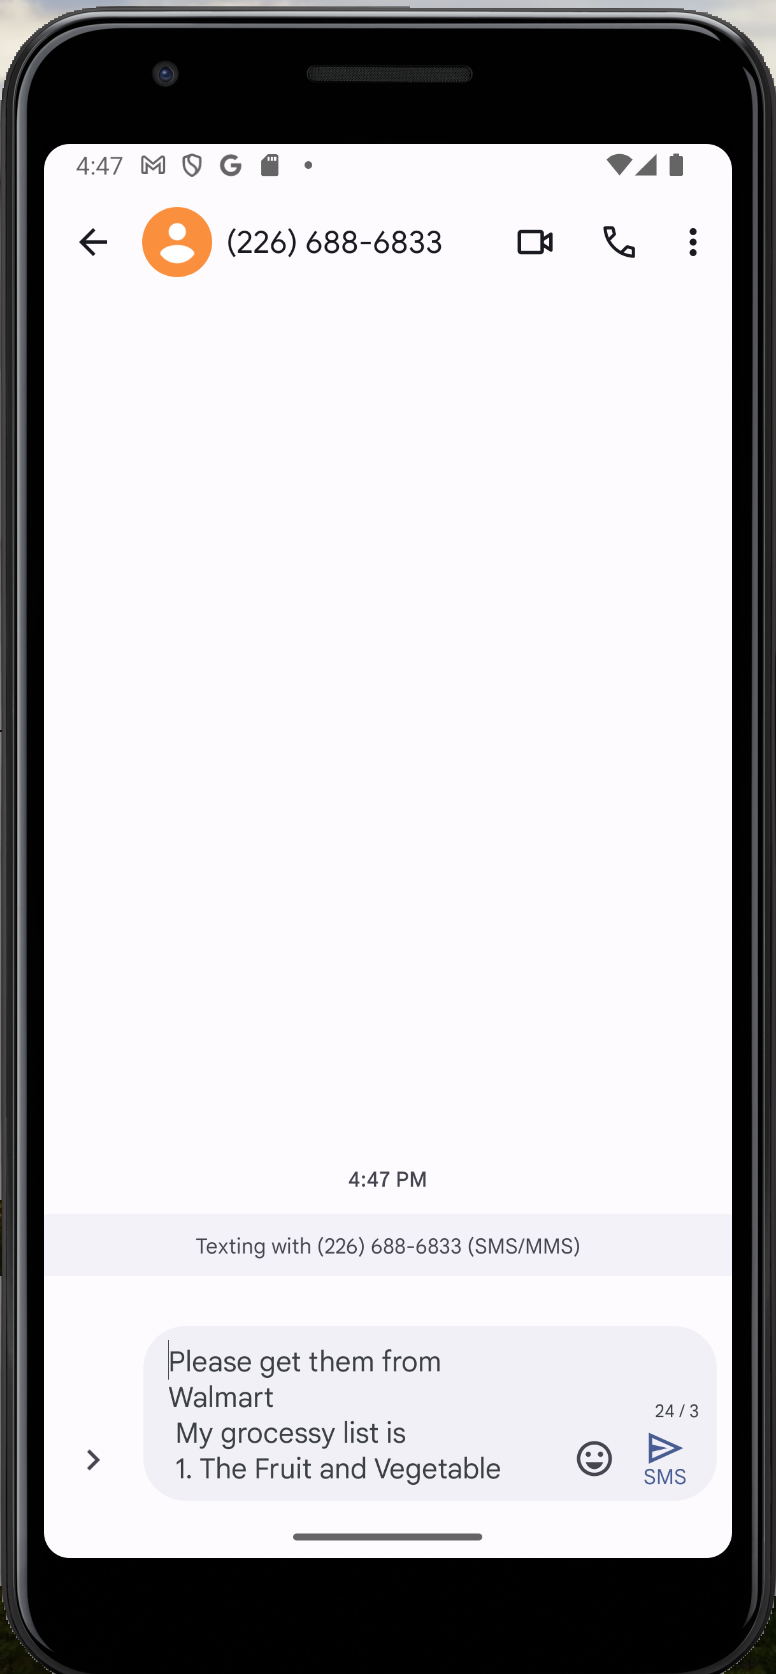 4:47
(226) 688-6833
4:47 PM
Texting with (226) 688-6833 (SMS/MMS)
Please get them from
Walmart
My grocessy list is
1. The Fruit and Vegetable
24 / 3
SMS